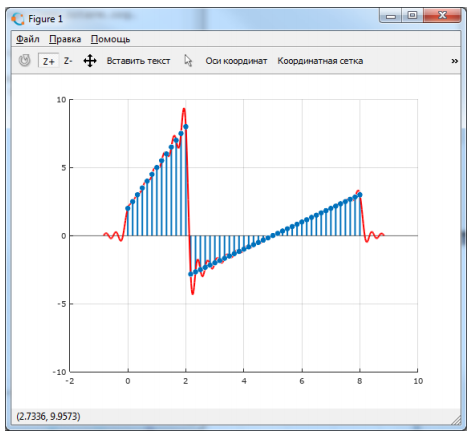 Figure 1
Файл Правка Помощь
Z+ Z- Вставить текст Оси координат Координатная сетка »
10
5
0
-5
-10
-2 0 2 4 6 8 10
(2.7336, 9.9573)